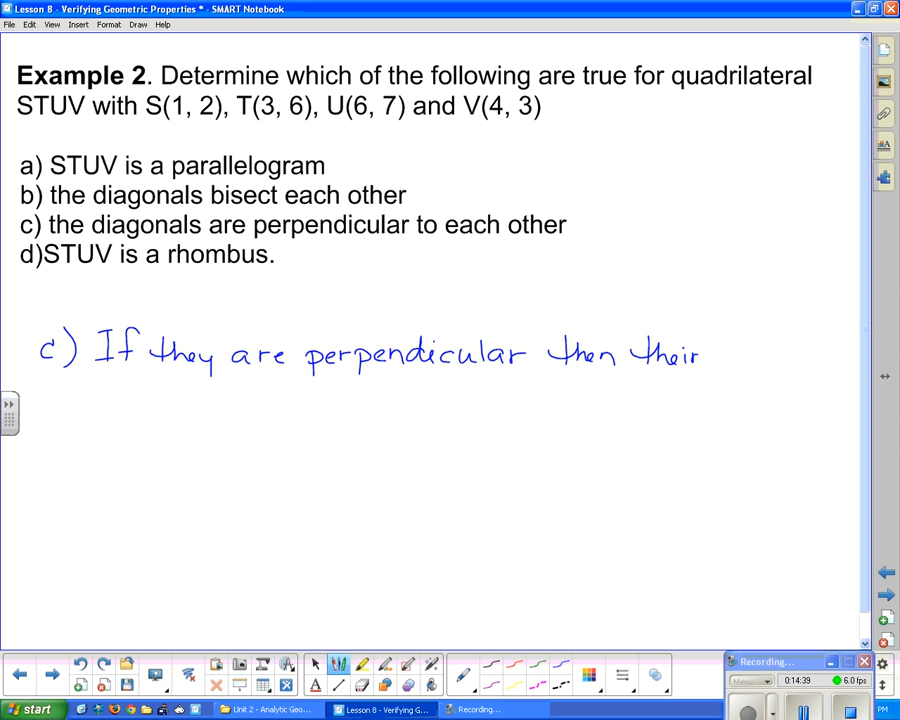 Lesson 8 - Verifying Geometric Properties * - SMART Notebook
File Edit View Insert Format Draw Help
Example 2. Determine which of the following are true for quadrilateral
STUV with S(1, 2), T(3, 6), U(6, 7) and V(4, 3)
a) STUV is a parallelogram
b) the diagonals bisect each other
c) the diagonals are perpendicular to each other
d)STUV is a rhombus.
c) If they are perpendicular then their
Recording...
Menu
0:14:39
6.0 fps
start
Unit 2 - Analytic Geo...
Lesson 8 - Verifying G...
Recording...
PM